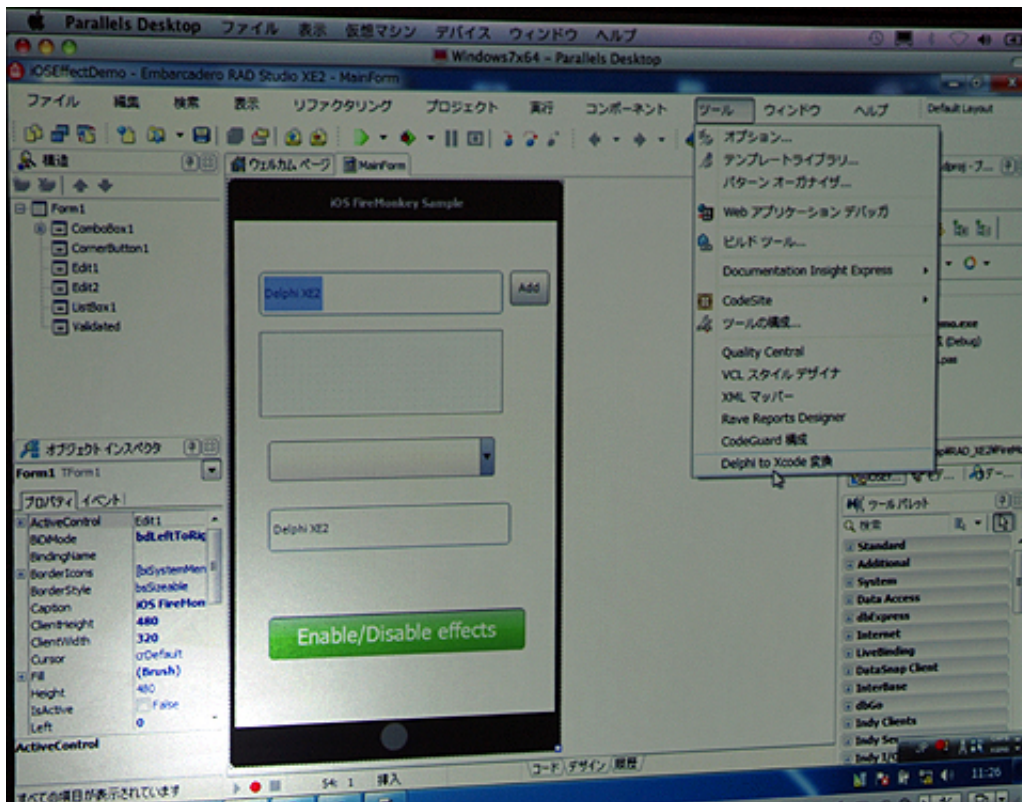 Parallels Desktop ファイル 表示 仮想マシン デバイス ウィンドウ ヘルプ
Windows7x64 - Parallels Desktop
iOSEffectDemo - Embarcadero RAD Studio XE2 - MainForm
ファイル 編集 検索 表示 リファクタリング プロジェクト 実行 コンポーネント ツール ウィンドウ ヘルプ Default Layout
構造
ウェルカム ページ MainForm
Form1
ComboBox1
CornerButton1
Edit1
Edit2
ListBox1
Validated
iOS FireMonkey Sample
Delphi XE2 Add
Delphi XE2
Enable/Disable effects
オプション...
テンプレートライブラリ...
パターン オーガナイザ...
Web アプリケーション デバッガ
ビルド ツール...
Documentation Insight Express
CodeSite
ツールの構成...
Quality Central
VCL スタイル デザイナ
XML マッパー
Rave Reports Designer
CodeGuard 構成
Delphi to Xcode 変換
(Debug)
オブジェクト インスペクタ
Form1 TForm1
プロパティ イベント
ActiveControl Edit1
BiDiMode bdLeftToRig
BindingName
BorderIcons [biSystemMen
BorderStyle bsSizeable
Caption iOS FireMon
ClientHeight 480
ClientWidth 320
Cursor crDefault
Fill (Brush)
Height 480
IsActive False
Left 0
ActiveControl
すべての項目が表示されています
54: 1 挿入
コード デザイン 履歴
ツール パレット
検索
Standard
Additional
System
Data Access
dbExpress
Internet
LiveBinding
DataSnap Client
InterBase
dbGo
Indy Clients
11:26